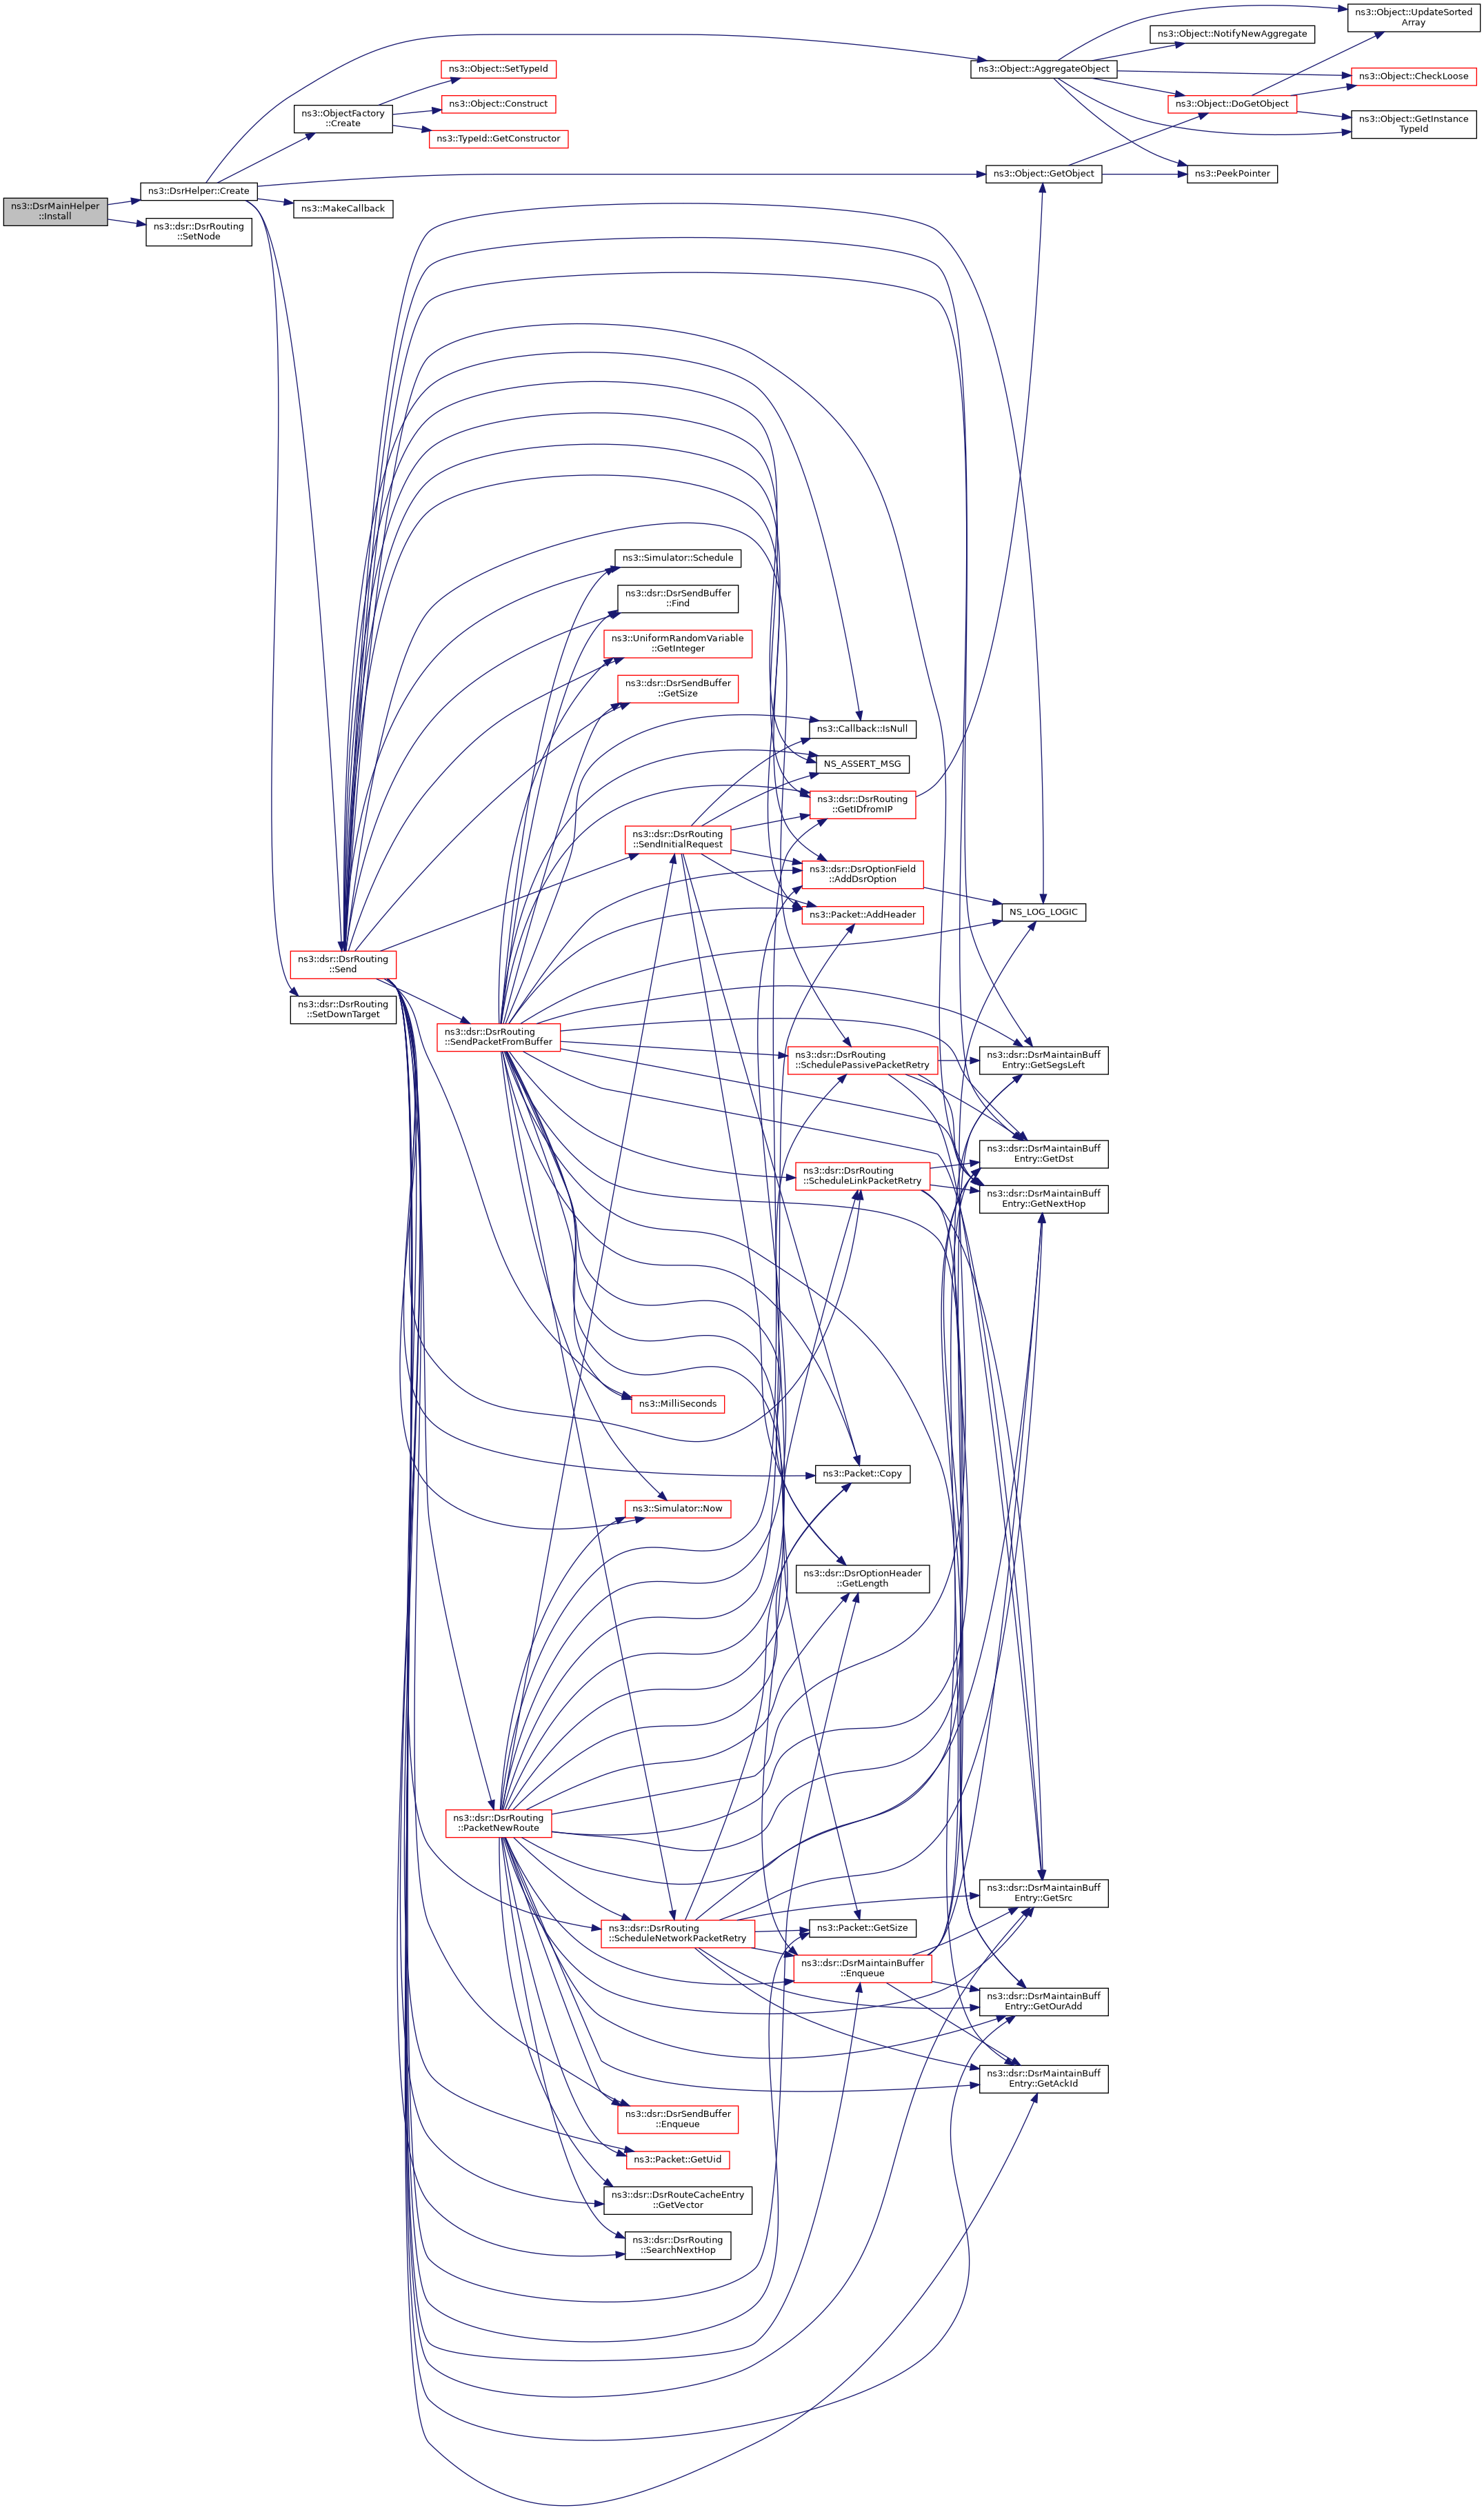 ns3::DsrMainHelper
::Install
ns3::DsrHelper::Create
ns3::dsr::DsrRouting
::SetNode
ns3::ObjectFactory
::Create
ns3::MakeCallback
ns3::dsr::DsrRouting
::Send
ns3::dsr::DsrRouting
::SetDownTarget
ns3::Object::SetTypeId
ns3::Object::Construct
ns3::TypeId::GetConstructor
ns3::dsr::DsrRouting
::SendPacketFromBuffer
ns3::dsr::DsrRouting
::PacketNewRoute
ns3::Simulator::Schedule
ns3::dsr::DsrSendBuffer
::Find
ns3::UniformRandomVariable
::GetInteger
ns3::dsr::DsrSendBuffer
::GetSize
ns3::dsr::DsrRouting
::SendInitialRequest
ns3::MilliSeconds
ns3::Simulator::Now
ns3::dsr::DsrRouting
::ScheduleNetworkPacketRetry
ns3::dsr::DsrSendBuffer
::Enqueue
ns3::Packet::GetUid
ns3::dsr::DsrRouteCacheEntry
::GetVector
ns3::dsr::DsrRouting
::SearchNextHop
ns3::Callback::IsNull
NS_ASSERT_MSG
ns3::dsr::DsrRouting
::GetIDfromIP
ns3::dsr::DsrOptionField
::AddDsrOption
ns3::Packet::AddHeader
ns3::dsr::DsrRouting
::SchedulePassivePacketRetry
ns3::dsr::DsrRouting
::ScheduleLinkPacketRetry
ns3::Packet::Copy
ns3::dsr::DsrOptionHeader
::GetLength
ns3::Packet::GetSize
ns3::dsr::DsrMaintainBuffer
::Enqueue
ns3::Object::AggregateObject
ns3::Object::GetObject
NS_LOG_LOGIC
ns3::dsr::DsrMaintainBuff
Entry::GetSegsLeft
ns3::dsr::DsrMaintainBuff
Entry::GetDst
ns3::dsr::DsrMaintainBuff
Entry::GetNextHop
ns3::dsr::DsrMaintainBuff
Entry::GetSrc
ns3::dsr::DsrMaintainBuff
Entry::GetOurAdd
ns3::dsr::DsrMaintainBuff
Entry::GetAckId
ns3::Object::NotifyNewAggregate
ns3::Object::DoGetObject
ns3::PeekPointer
ns3::Object::UpdateSorted
Array
ns3::Object::CheckLoose
ns3::Object::GetInstance
TypeId